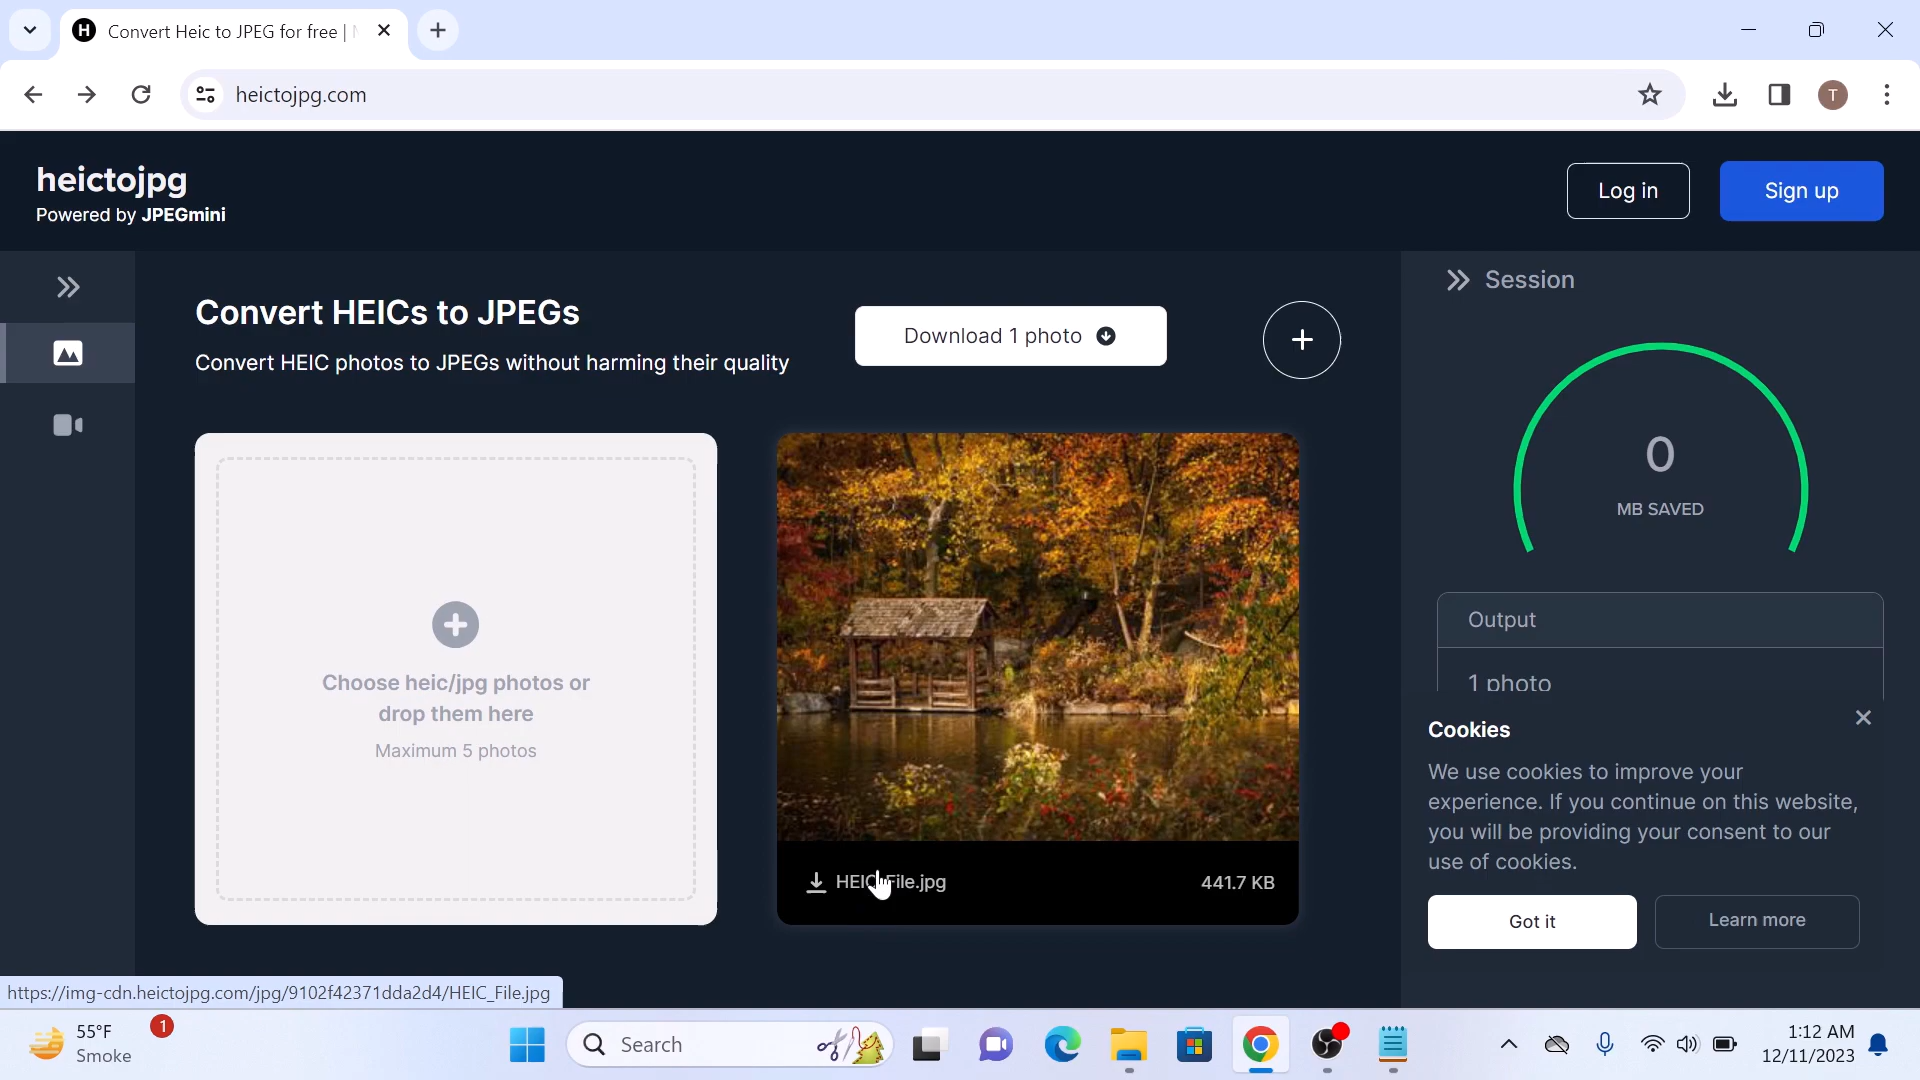 H Convert Heic to JPEG for free |
heictojpg.com
T
heictojpg
Powered by JPEGmini
Log in
Sign up
Convert HEICs to JPEGs
Convert HEIC photos to JPEGs without harming their quality
Download 1 photo
Session
0
MB SAVED
Choose heic/jpg photos or
drop them here
Maximum 5 photos
HEIC_File.jpg
441.7 KB
Output
1 photo
Cookies
We use cookies to improve your
experience. If you continue on this website,
you will be providing your consent to our
use of cookies.
Got it
Learn more
https://img-cdn.heictojpg.com/jpg/9102f42371dda2d4/HEIC_File.jpg
55°F
Smoke
1
Search
1:12 AM
12/11/2023